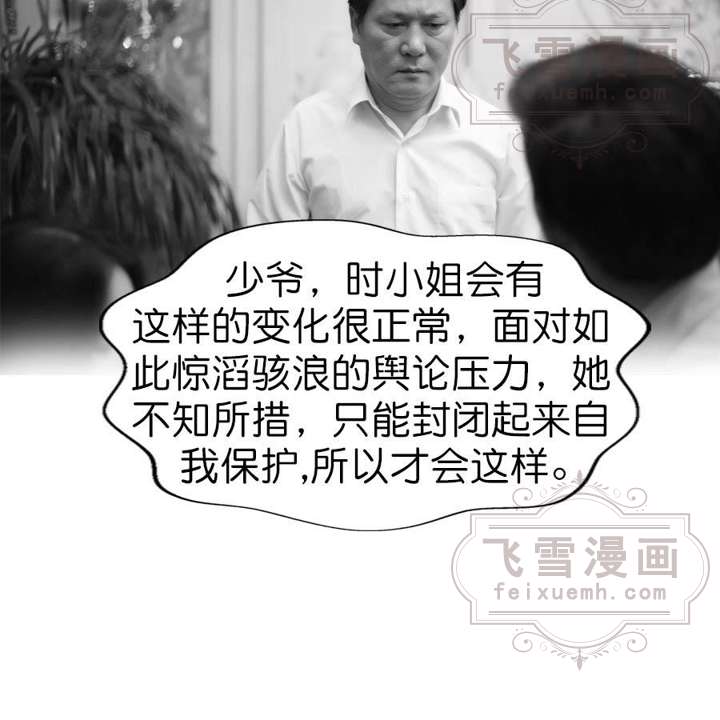 飞雪漫画
feixuemh.com
少爷，时小姐会有
这样的变化很正常，面对如
此惊滔骇浪的舆论压力，她
不知所措，只能封闭起来自
我保护,所以才会这样。
飞雪漫画
feixuemh.com